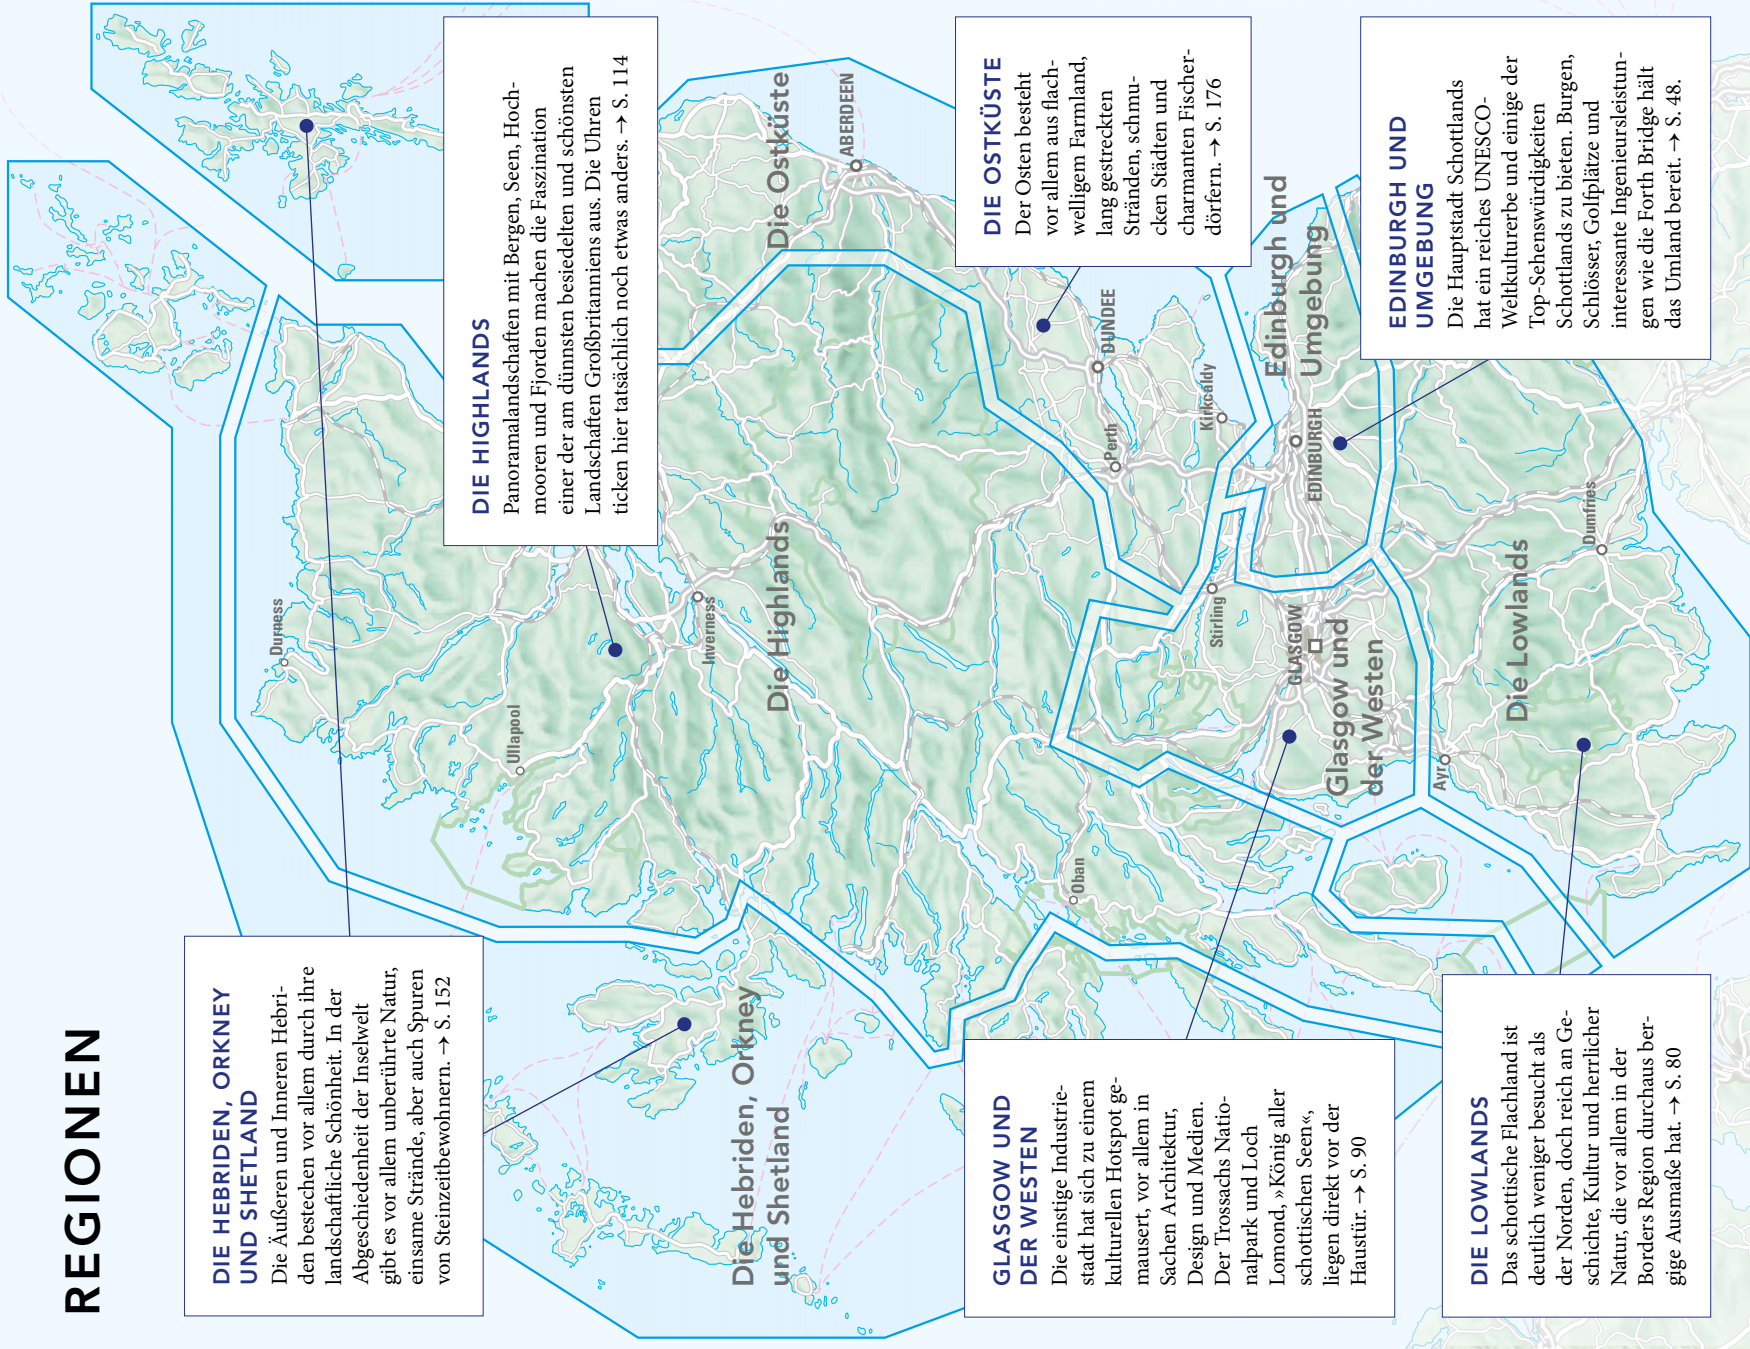 REGIONEN
DIE HEBRIDEN, ORKNEY
UND SHETLAND
Die Äußeren und Inneren Hebri-
den bestechen vor allem durch ihre
landschaftliche Schönheit. In der
Abgeschiedenheit der Inselwelt
gibt es vor allem unberührte Natur,
einsame Strände, aber auch Spuren
von Steinzeitbewohnern. → S. 152
DIE HIGHLANDS
Panoramalandschaften mit Bergen, Seen, Hoch-
mooren und Fjorden machen die Faszination
einer der am dünnsten besiedelten und schönsten
Landschaften Großbritanniens aus. Die Uhren
ticken hier tatsächlich noch etwas anders. → S. 114
Durness
Ullapool
Inverness
Die Hebriden, Orkney
und Shetland
Die Highlands
Die Ostküste
ABERDEEN
DIE OSTKÜSTE
Der Osten besteht
vor allem aus flach-
welligem Farmland,
lang gestreckten
Stränden, schmu-
cken Städten und
charmanten Fischer-
dörfern. → S. 176
Oban
Perth
DUNDEE
Kirkcaldy
Stirling
GLASGOW
EDINBURGH
Edinburgh und
Umgebung
Glasgow und
der Westen
Ayr
Die Lowlands
Dumfries
GLASGOW UND
DER WESTEN
Die einstige Industrie-
stadt hat sich zu einem
kulturellen Hotspot ge-
mausert, vor allem in
Sachen Architektur,
Design und Medien.
Der Trossachs Natio-
nalpark und Loch
Lomond, »König aller
schottischen Seen«,
liegen direkt vor der
Haustür. → S. 90
EDINBURGH UND
UMGEBUNG
Die Hauptstadt Schottlands
hat ein reiches UNESCO-
Weltkulturerbe und einige der
Top-Sehenswürdigkeiten
Schottlands zu bieten. Burgen,
Schlösser, Golfplätze und
interessante Ingenieursleistun-
gen wie die Forth Bridge hält
das Umland bereit. → S. 48.
DIE LOWLANDS
Das schottische Flachland ist
deutlich weniger besucht als
der Norden, doch reich an Ge-
schichte, Kultur und herrlicher
Natur, die vor allem in der
Borders Region durchaus ber-
gige Ausmaße hat. → S. 80